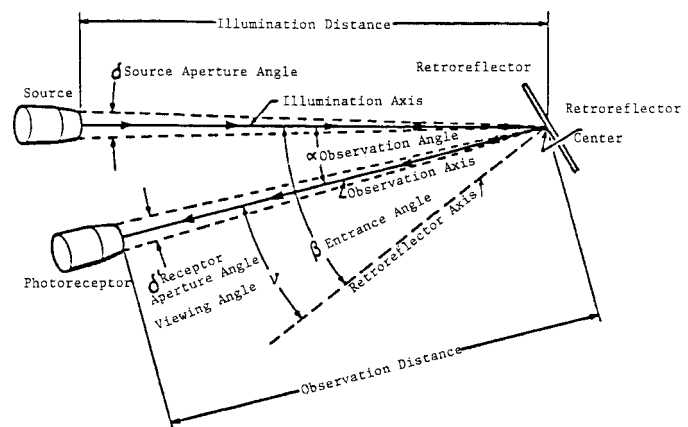 Illumination Distance
Retroreflector
Source
δ Source Aperture Angle
Illumination Axis
Retroreflector
Center
α Observation Angle
Observation Axis
β Entrance Angle
Retroreflector Axis
δ Receptor
Aperture Angle
Viewing Angle ν
Photoreceptor
Observation Distance